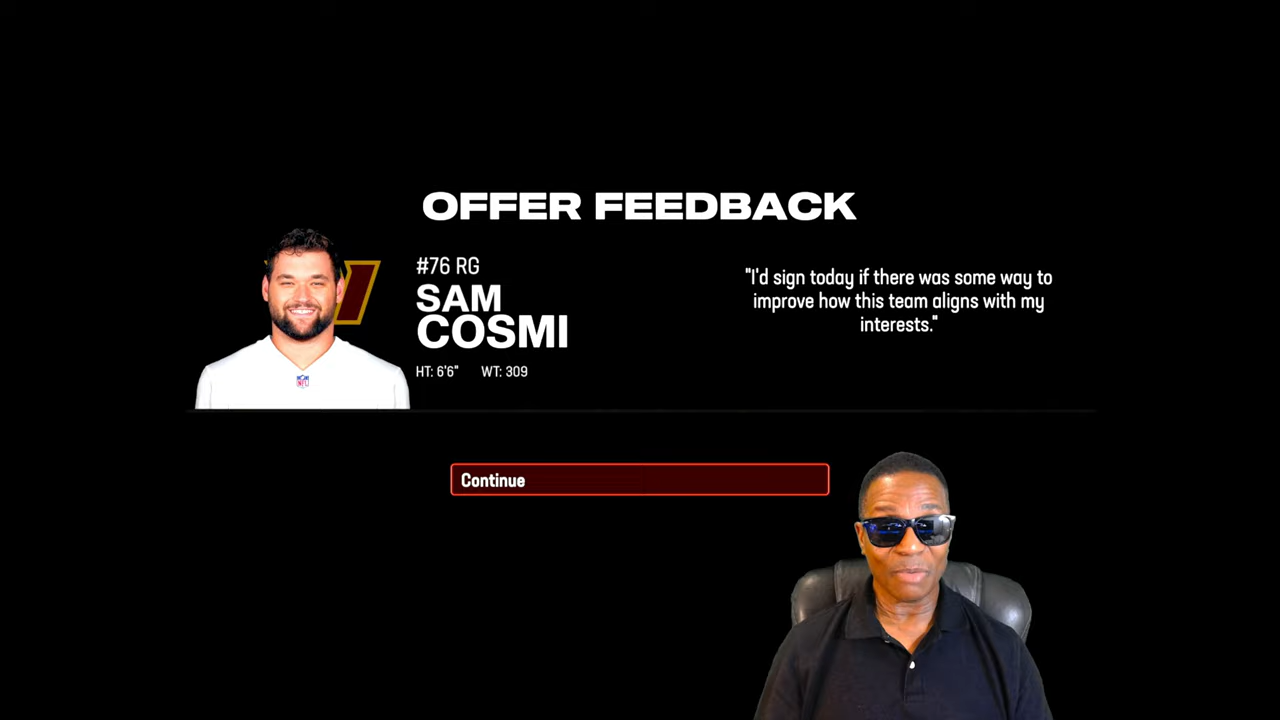 OFFER FEEDBACK
#76 RG
SAM
COSMI
HT: 6'6" WT: 309
"I'd sign today if there was some way to
improve how this team aligns with my
interests."
Continue
NFL